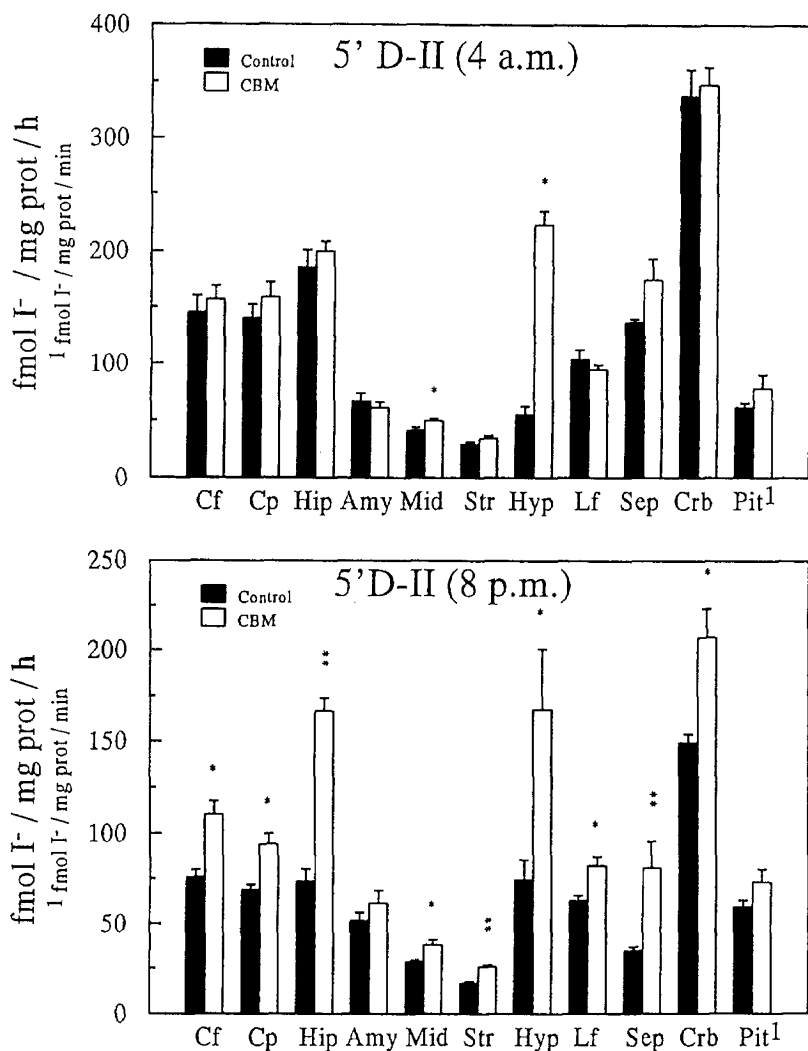 5' D-II (4 a.m.)
Control
CBM
fmol I- / mg prot / h
1 fmol I- / mg prot / min
400
300
200
100
0
*
*
Cf Cp Hip Amy Mid Str Hyp Lf Sep Crb Pit1
5'D-II (8 p.m.)
Control
CBM
fmol I- / mg prot / h
1 fmol I- / mg prot / min
250
200
150
100
50
0
*
*
**
*
**
*
*
**
*
Cf Cp Hip Amy Mid Str Hyp Lf Sep Crb Pit1